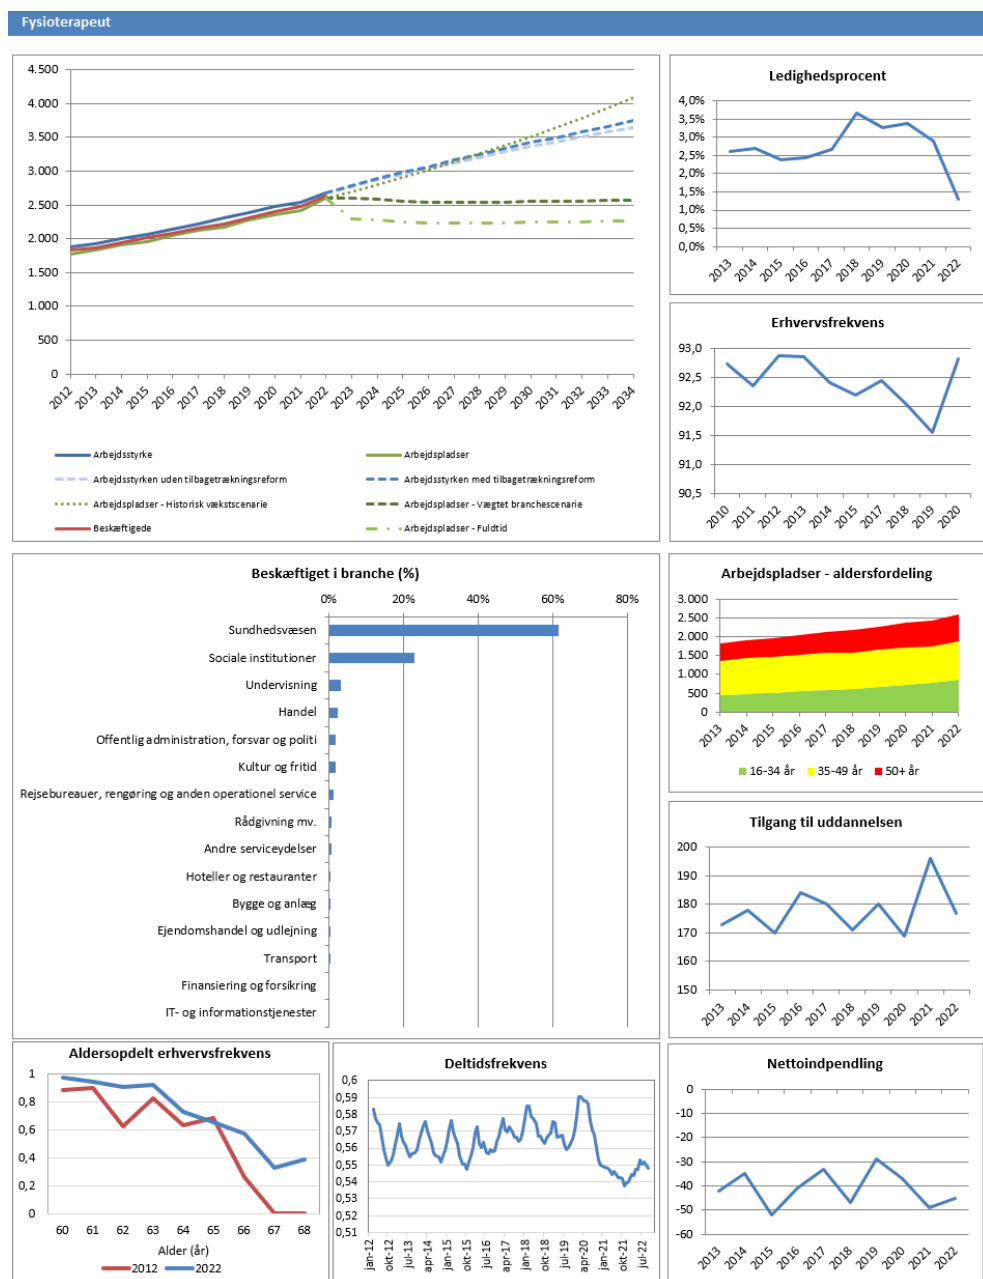 Fysioterapeut
4.500
4.000
3.500
3.000
2.500
2.000
1.500
1.000
500
0
2012 2013 2014 2015 2016 2017 2018 2019 2020 2021 2022 2023 2024 2025 2026 2027 2028 2029 2030 2031 2032 2033 2034
Arbejdsstyrke
Arbejdspladser
Arbejdsstyrken uden tilbagetrækningsreform
Arbejdsstyrken med tilbagetrækningsreform
Arbejdspladser - Historisk vækstscenarie
Arbejdspladser - Vægtet branchescenarie
Beskæftigede
Arbejdspladser - Fuldtid
Ledighedsprocent
4,0%
3,5%
3,0%
2,5%
2,0%
1,5%
1,0%
0,5%
0,0%
2013 2014 2015 2016 2017 2018 2019 2020 2021 2022
Erhvervsfrekvens
93,0
92,5
92,0
91,5
91,0
90,5
2010 2011 2012 2013 2014 2015 2017 2018 2019 2020
Beskæftiget i branche (%)
0% 20% 40% 60% 80%
Sundhedsvæsen
Sociale institutioner
Undervisning
Handel
Offentlig administration, forsvar og politi
Kultur og fritid
Rejsebureauer, rengøring og anden operationel service
Rådgivning mv.
Andre serviceydelser
Hoteller og restauranter
Bygge og anlæg
Ejendomshandel og udlejning
Transport
Finansiering og forsikring
IT- og informationstjenester
Arbejdspladser - aldersfordeling
3.000
2.500
2.000
1.500
1.000
500
0
2013 2014 2015 2016 2017 2018 2019 2020 2021 2022
16-34 år 35-49 år 50+ år
Tilgang til uddannelsen
200
190
180
170
160
150
2013 2014 2015 2016 2017 2018 2019 2020 2021 2022
Aldersopdelt erhvervsfrekvens
1
0,8
0,6
0,4
0,2
0
60 61 62 63 64 65 66 67 68
Alder (år)
2012 2022
Deltidsfrekvens
0,6
0,59
0,58
0,57
0,56
0,55
0,54
0,53
0,52
0,51
jan-12 okt-12 jul-13 apr-14 jan-15 okt-15 jul-16 apr-17 jan-18 okt-18 jul-19 apr-20 jan-21 okt-21 jul-22
Nettoindpendling
0
-10
-20
-30
-40
-50
-60
2013 2014 2015 2016 2017 2018 2019 2020 2021 2022